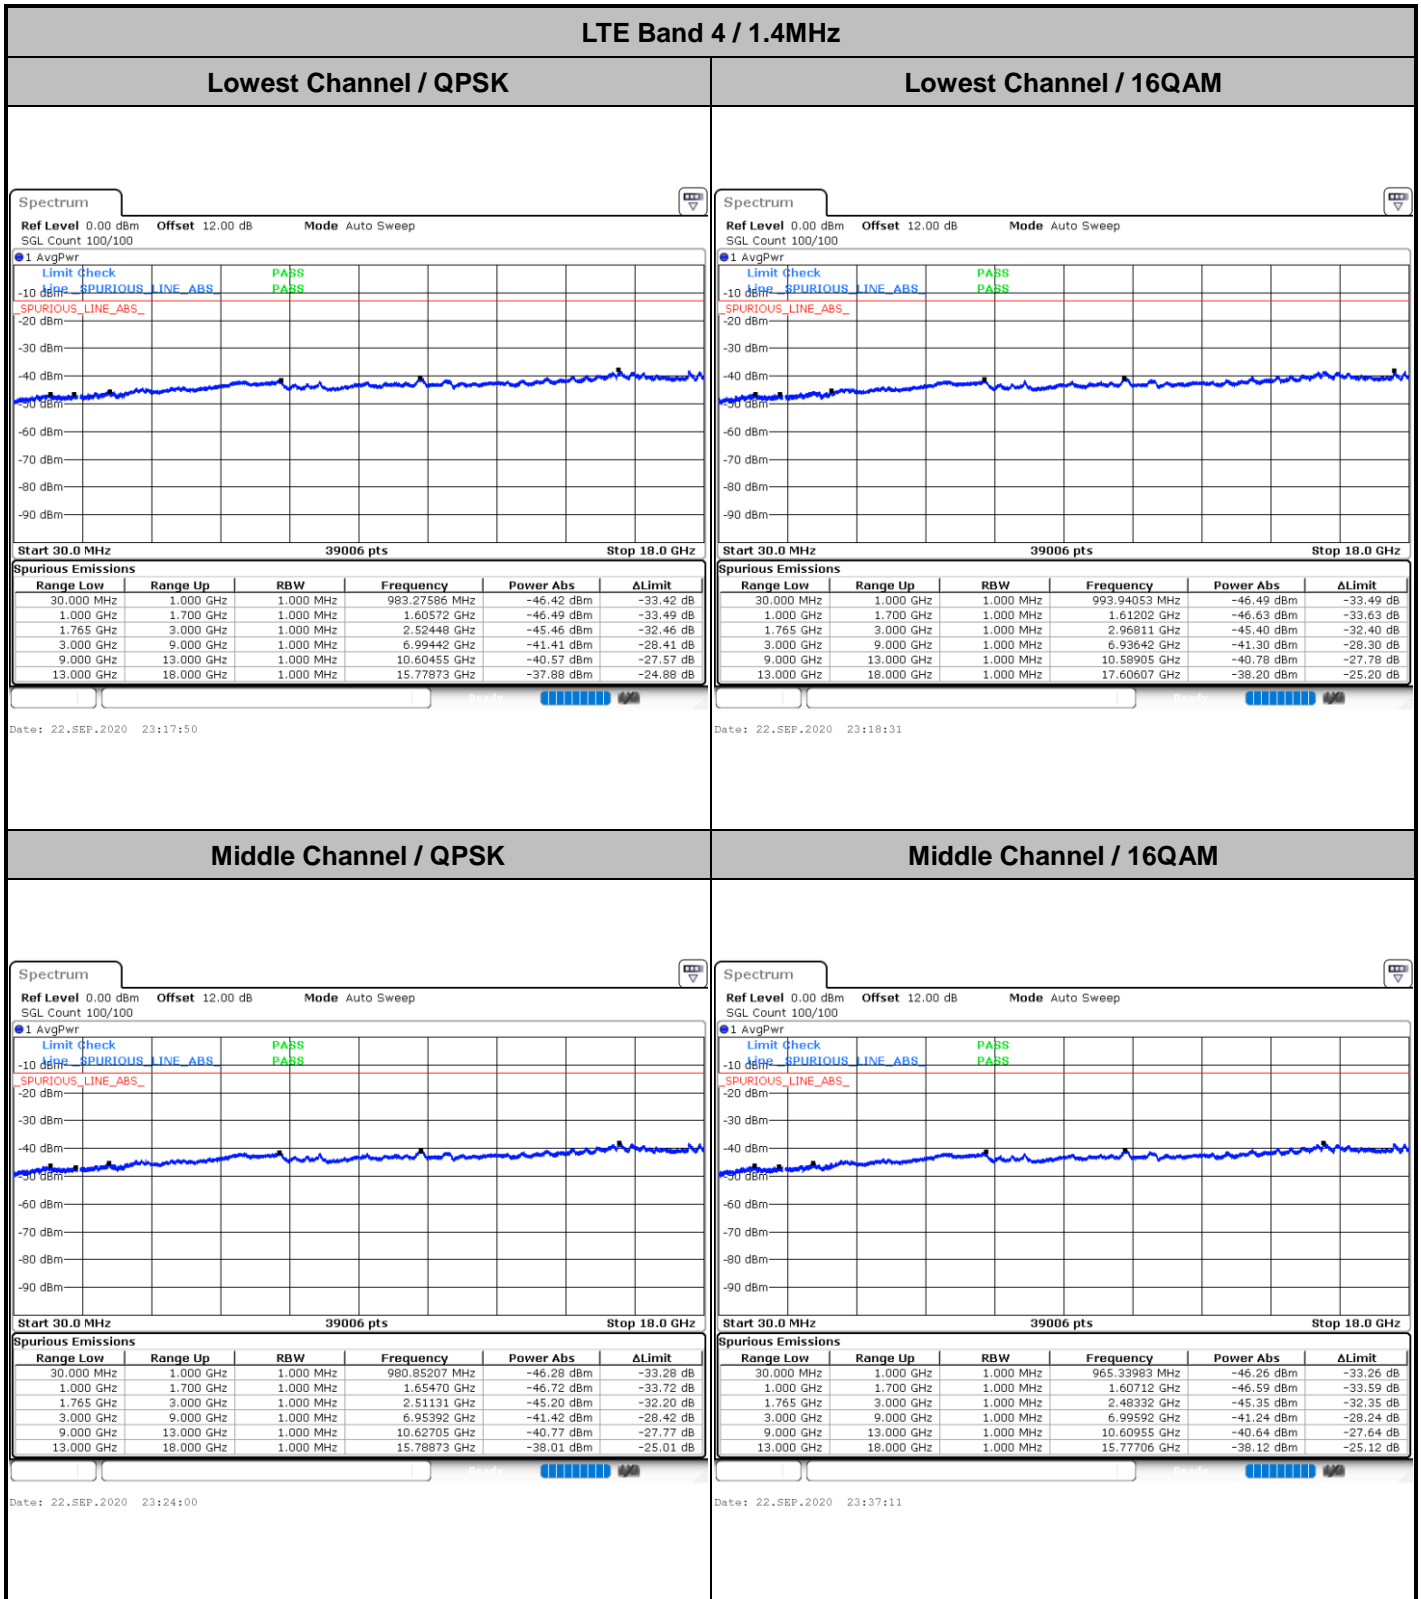 LTE Band 4 / 1.4MHz
Lowest Channel / QPSK
Lowest Channel / 16QAM
Spectrum
Ref Level 0.00 dBm Offset 12.00 dB Mode Auto Sweep
SGL Count 100/100
1 AvgPwr
Limit Check PASS
Line _SPURIOUS_LINE_ABS_ PASS
-10 dBm
_SPURIOUS_LINE_ABS_
-20 dBm
-30 dBm
-40 dBm
-50 dBm
-60 dBm
-70 dBm
-80 dBm
-90 dBm
Start 30.0 MHz 39006 pts Stop 18.0 GHz
Spurious Emissions
Range Low Range Up RBW Frequency Power Abs ΔLimit
30.000 MHz 1.000 GHz 1.000 MHz 983.27586 MHz -46.42 dBm -33.42 dB
1.000 GHz 1.700 GHz 1.000 MHz 1.60572 GHz -46.49 dBm -33.49 dB
1.765 GHz 3.000 GHz 1.000 MHz 2.52448 GHz -45.46 dBm -32.46 dB
3.000 GHz 9.000 GHz 1.000 MHz 6.99442 GHz -41.41 dBm -28.41 dB
9.000 GHz 13.000 GHz 1.000 MHz 10.60455 GHz -40.57 dBm -27.57 dB
13.000 GHz 18.000 GHz 1.000 MHz 15.77873 GHz -37.88 dBm -24.88 dB
Ready
Date: 22.SEP.2020 23:17:50
Spectrum
Ref Level 0.00 dBm Offset 12.00 dB Mode Auto Sweep
SGL Count 100/100
1 AvgPwr
Limit Check PASS
Line _SPURIOUS_LINE_ABS_ PASS
-10 dBm
_SPURIOUS_LINE_ABS_
-20 dBm
-30 dBm
-40 dBm
-50 dBm
-60 dBm
-70 dBm
-80 dBm
-90 dBm
Start 30.0 MHz 39006 pts Stop 18.0 GHz
Spurious Emissions
Range Low Range Up RBW Frequency Power Abs ΔLimit
30.000 MHz 1.000 GHz 1.000 MHz 993.94053 MHz -46.49 dBm -33.49 dB
1.000 GHz 1.700 GHz 1.000 MHz 1.61202 GHz -46.63 dBm -33.63 dB
1.765 GHz 3.000 GHz 1.000 MHz 2.96811 GHz -45.40 dBm -32.40 dB
3.000 GHz 9.000 GHz 1.000 MHz 6.93642 GHz -41.30 dBm -28.30 dB
9.000 GHz 13.000 GHz 1.000 MHz 10.58905 GHz -40.78 dBm -27.78 dB
13.000 GHz 18.000 GHz 1.000 MHz 17.60607 GHz -38.20 dBm -25.20 dB
Ready
Date: 22.SEP.2020 23:18:31
Middle Channel / QPSK
Middle Channel / 16QAM
Spectrum
Ref Level 0.00 dBm Offset 12.00 dB Mode Auto Sweep
SGL Count 100/100
1 AvgPwr
Limit Check PASS
Line _SPURIOUS_LINE_ABS_ PASS
-10 dBm
_SPURIOUS_LINE_ABS_
-20 dBm
-30 dBm
-40 dBm
-50 dBm
-60 dBm
-70 dBm
-80 dBm
-90 dBm
Start 30.0 MHz 39006 pts Stop 18.0 GHz
Spurious Emissions
Range Low Range Up RBW Frequency Power Abs ΔLimit
30.000 MHz 1.000 GHz 1.000 MHz 980.85207 MHz -46.28 dBm -33.28 dB
1.000 GHz 1.700 GHz 1.000 MHz 1.65470 GHz -46.72 dBm -33.72 dB
1.765 GHz 3.000 GHz 1.000 MHz 2.51131 GHz -45.20 dBm -32.20 dB
3.000 GHz 9.000 GHz 1.000 MHz 6.95392 GHz -41.42 dBm -28.42 dB
9.000 GHz 13.000 GHz 1.000 MHz 10.62705 GHz -40.77 dBm -27.77 dB
13.000 GHz 18.000 GHz 1.000 MHz 15.78873 GHz -38.01 dBm -25.01 dB
Ready
Date: 22.SEP.2020 23:24:00
Spectrum
Ref Level 0.00 dBm Offset 12.00 dB Mode Auto Sweep
SGL Count 100/100
1 AvgPwr
Limit Check PASS
Line _SPURIOUS_LINE_ABS_ PASS
-10 dBm
_SPURIOUS_LINE_ABS_
-20 dBm
-30 dBm
-40 dBm
-50 dBm
-60 dBm
-70 dBm
-80 dBm
-90 dBm
Start 30.0 MHz 39006 pts Stop 18.0 GHz
Spurious Emissions
Range Low Range Up RBW Frequency Power Abs ΔLimit
30.000 MHz 1.000 GHz 1.000 MHz 965.33983 MHz -46.26 dBm -33.26 dB
1.000 GHz 1.700 GHz 1.000 MHz 1.60712 GHz -46.59 dBm -33.59 dB
1.765 GHz 3.000 GHz 1.000 MHz 2.48332 GHz -45.35 dBm -32.35 dB
3.000 GHz 9.000 GHz 1.000 MHz 6.99592 GHz -41.24 dBm -28.24 dB
9.000 GHz 13.000 GHz 1.000 MHz 10.60955 GHz -40.64 dBm -27.64 dB
13.000 GHz 18.000 GHz 1.000 MHz 15.77706 GHz -38.12 dBm -25.12 dB
Ready
Date: 22.SEP.2020 23:37:11